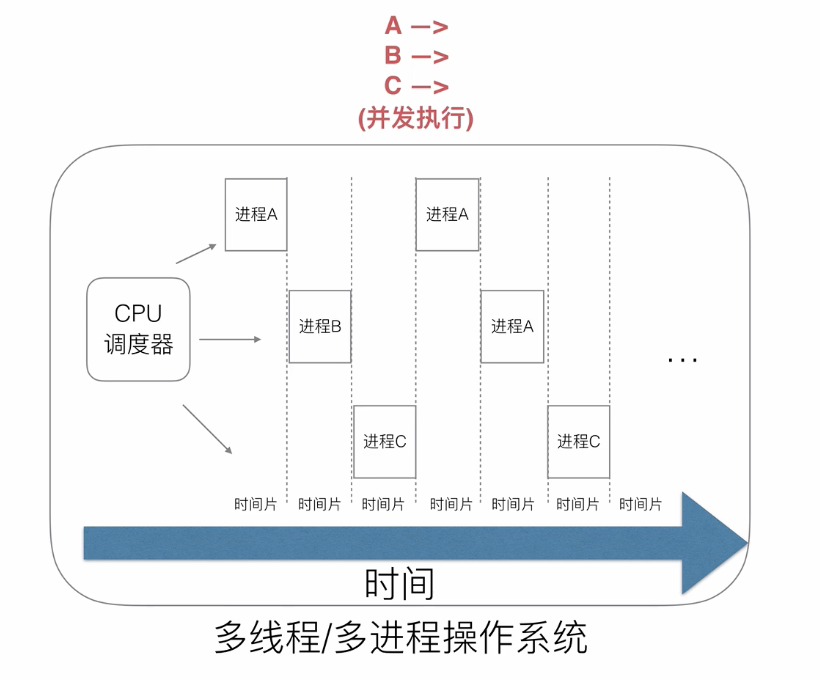 A —>
B —>
C —>
(并发执行)
进程A
进程A
CPU
调度器
进程B
进程A
...
进程C
进程C
时间片 时间片 时间片 时间片 时间片 时间片 时间片
时间
多线程/多进程操作系统